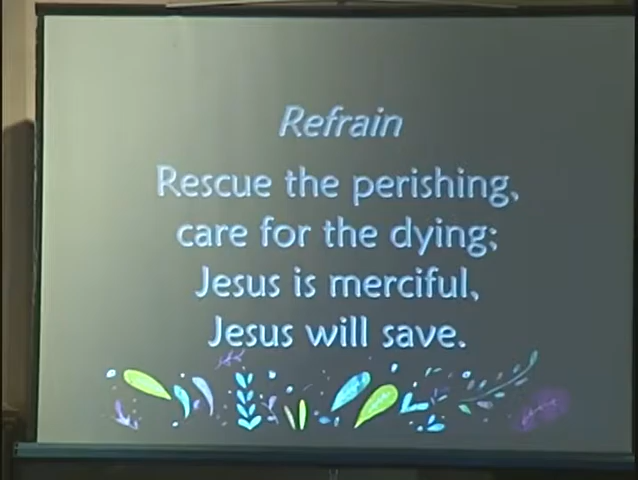 Refrain
Rescue the perishing,
care for the dying;
Jesus is merciful,
Jesus will save.